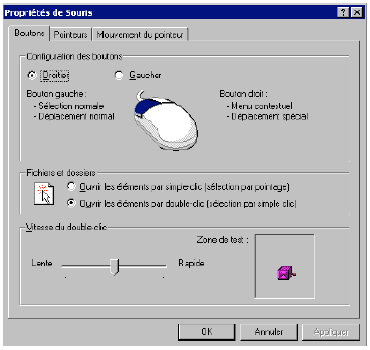 Propriétés de Souris
Boutons Pointeurs Mouvement du pointeur
Configuration des boutons
Droitier Gaucher
Bouton gauche :
- Sélection normale
- Déplacement normal
Bouton droit :
- Menu contextuel
- Déplacement spécial
Fichiers et dossiers
Ouvrir les éléments par simple-clic (sélection par pointage)
Ouvrir les éléments par double-clic (sélection par simple clic)
Vitesse du double-clic
Zone de test :
Lente Rapide
OK Annuler Appliquer